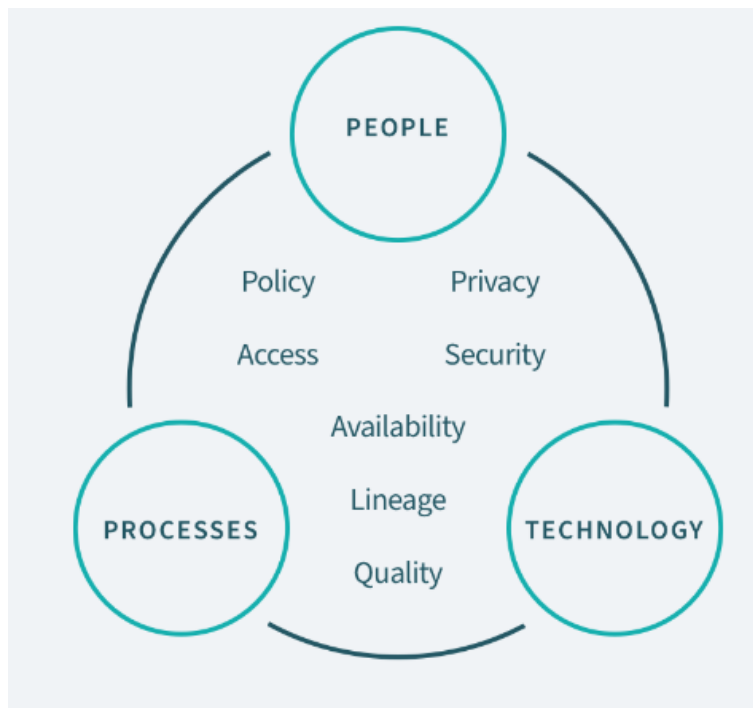 PEOPLE
Policy
Privacy
Access
Security
Availability
Lineage
PROCESSES
TECHNOLOGY
Quality